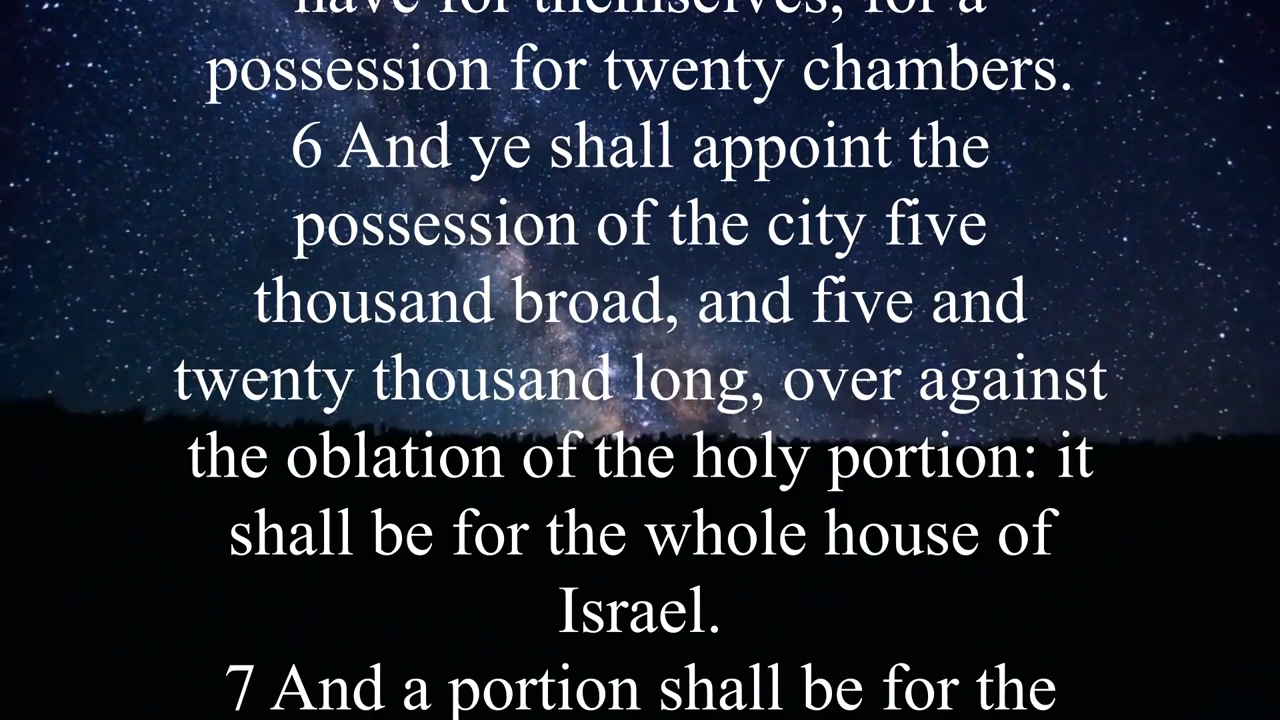 have for themselves, for a
possession for twenty chambers.
6 And ye shall appoint the
possession of the city five
thousand broad, and five and
twenty thousand long, over against
the oblation of the holy portion: it
shall be for the whole house of
Israel.
7 And a portion shall be for the